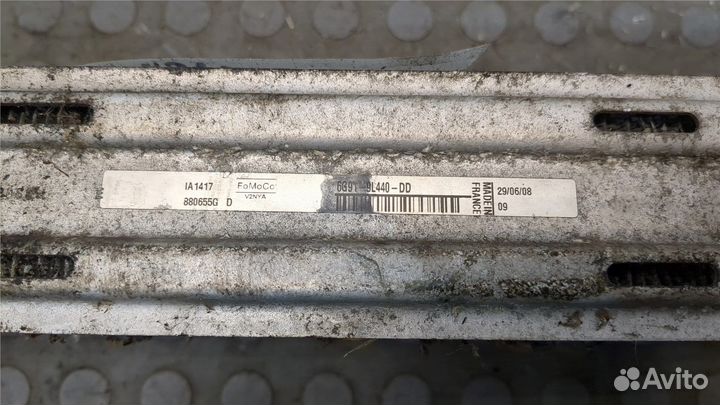 IA1417
880655G D
FoMoCo
V2NYA
9L440-DD
MADE IN
FRANCE
29/06/08
09
Avito